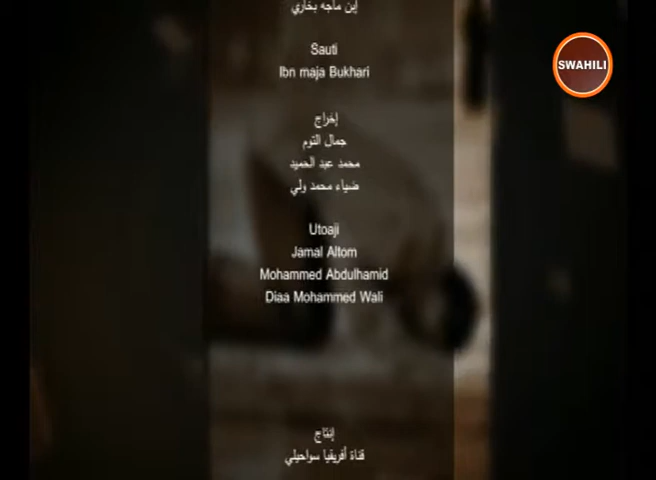 إبن ماجه بخاري
Sauti
Ibn maja Bukhari
إخراج
جمال التوم
محمد عبد الحميد
ضياء محمد ولي
Utoaji
Jamal Altom
Mohammed Abdulhamid
Diaa Mohammed Wali
إنتاج
قناة أفريقيا سواحيلي
SWAHILI